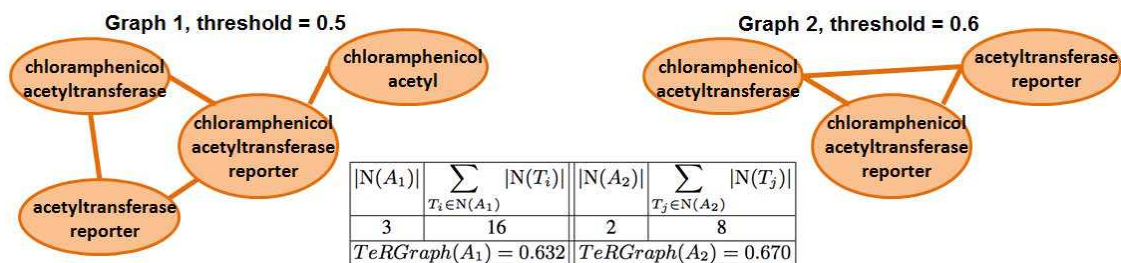 Graph 1, threshold = 0.5
chloramphenicol
acetyltransferase
chloramphenicol
acetyl
chloramphenicol
acetyltransferase
reporter
acetyltransferase
reporter
Graph 2, threshold = 0.6
chloramphenicol
acetyltransferase
acetyltransferase
reporter
chloramphenicol
acetyltransferase
reporter
|N(A₁)| ∑ |N(Tᵢ)| |N(A₂)| ∑ |N(Tⱼ)|
Tᵢ∈N(A₁) Tⱼ∈N(A₂)
3 16 2 8
TeRGraph(A₁) = 0.632 TeRGraph(A₂) = 0.670